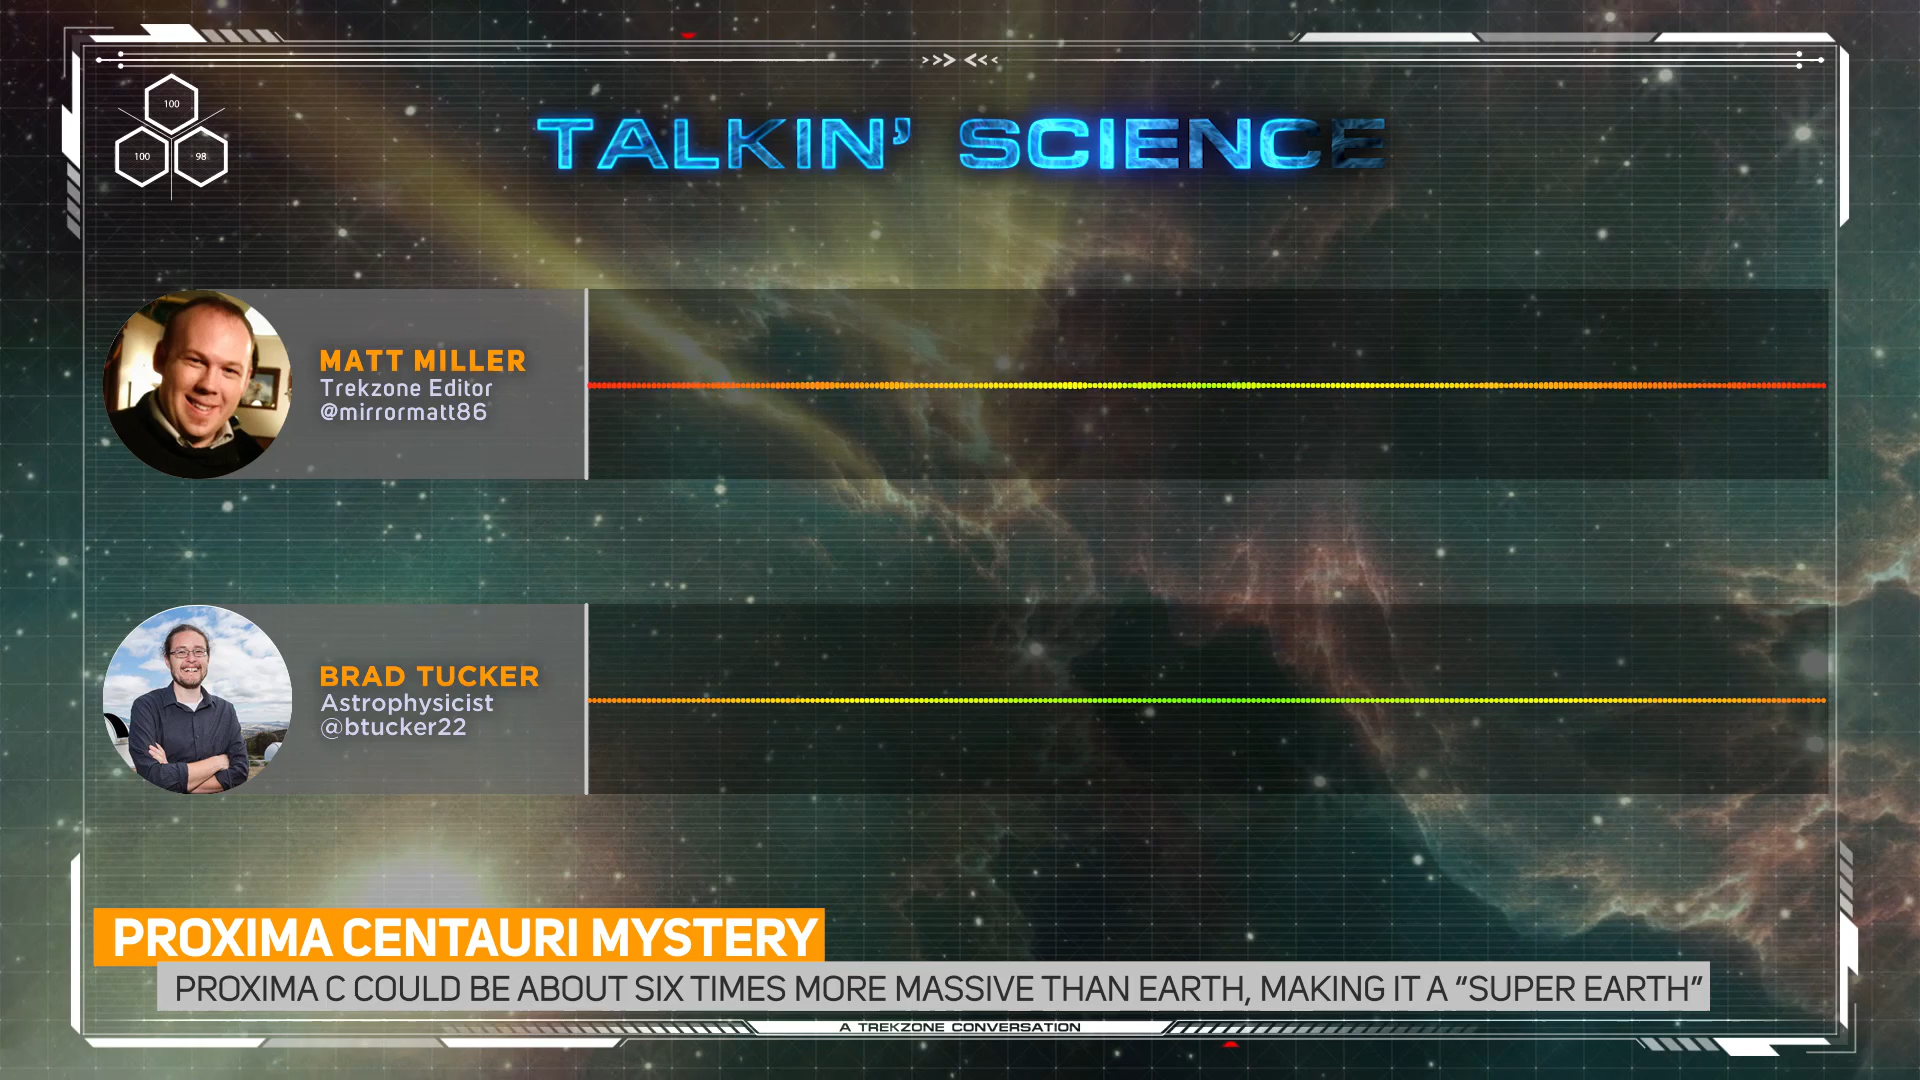 100
100
98
>>> <<<
TALKIN’ SCIENCE
MATT MILLER
Trekzone Editor
@mirrormatt86
BRAD TUCKER
Astrophysicist
@btucker22
PROXIMA CENTAURI MYSTERY
PROXIMA C COULD BE ABOUT SIX TIMES MORE MASSIVE THAN EARTH, MAKING IT A “SUPER EARTH”
A TREKZONE CONVERSATION